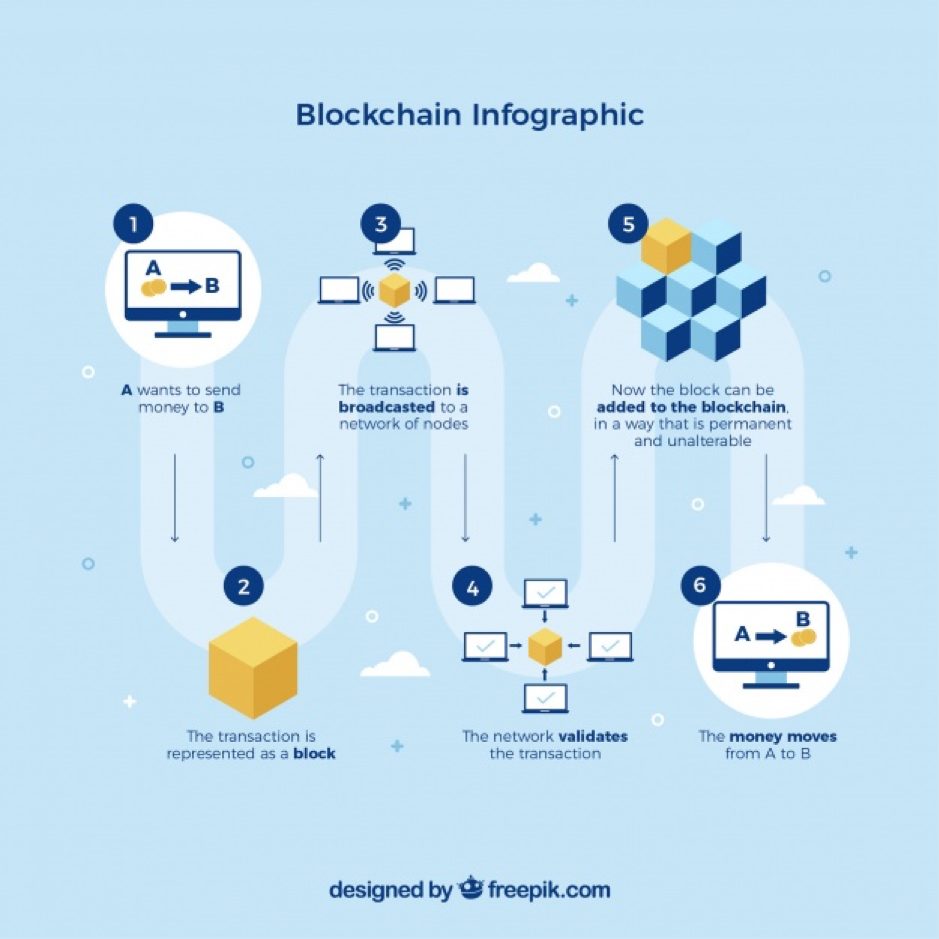 Blockchain Infographic
1
A
B
A wants to send
money to B
2
The transaction is
represented as a block
3
The transaction is
broadcasted to a
network of nodes
4
The network validates
the transaction
5
Now the block can be
added to the blockchain,
in a way that is permanent
and unalterable
6
A
B
The money moves
from A to B
designed by freepik.com